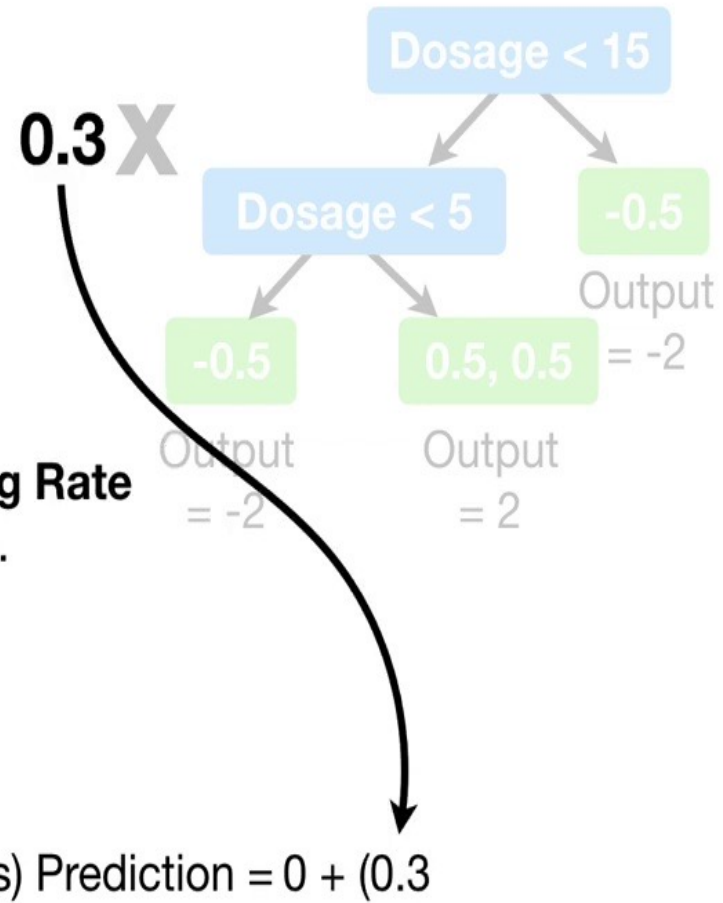 Dosage < 15
0.3 X
Dosage < 5
-0.5
Output
= -2
-0.5
0.5, 0.5
Output
= -2
Output
= 2
g Rate
.
s) Prediction = 0 + (0.3